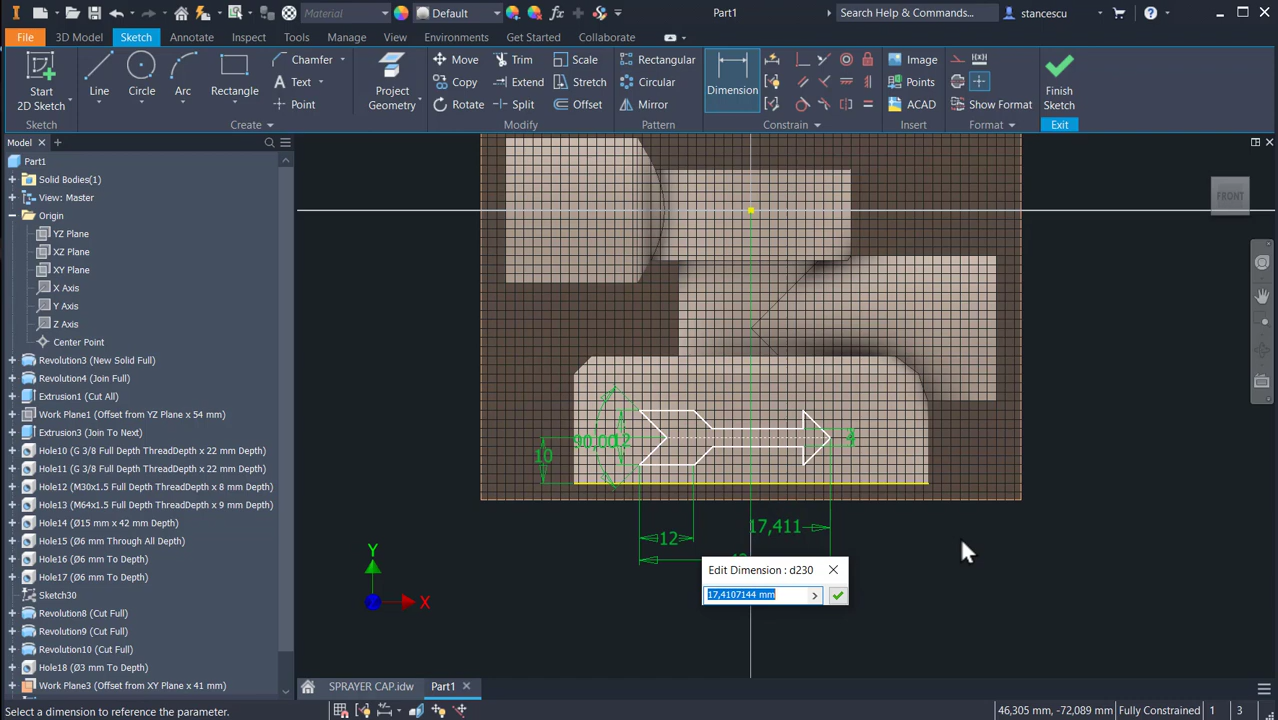 Material
Default
Part1
Search Help & Commands...
stancescu
File 3D Model Sketch Annotate Inspect Tools Manage View Environments Get Started Collaborate
Start 2D Sketch
Line
Circle
Arc
Rectangle
Chamfer
Text
Point
Project Geometry
Move
Copy
Rotate
Trim
Extend
Split
Scale
Stretch
Offset
Rectangular
Circular
Mirror
Dimension
Image
Points
ACAD
Show Format
Finish Sketch
Sketch Create Modify Pattern Constrain Insert Format Exit
Model
Part1
Solid Bodies(1)
View: Master
Origin
YZ Plane
XZ Plane
XY Plane
X Axis
Y Axis
Z Axis
Center Point
Revolution3 (New Solid Full)
Revolution4 (Join Full)
Extrusion1 (Cut All)
Work Plane1 (Offset from YZ Plane x 54 mm)
Extrusion3 (Join To Next)
Hole10 (G 3/8 Full Depth ThreadDepth x 22 mm Depth)
Hole11 (G 3/8 Full Depth ThreadDepth x 22 mm Depth)
Hole12 (M30x1.5 Full Depth ThreadDepth x 8 mm Depth)
Hole13 (M64x1.5 Full Depth ThreadDepth x 9 mm Depth)
Hole14 (Ø15 mm x 42 mm Depth)
Hole15 (Ø6 mm Through All Depth)
Hole16 (Ø6 mm To Depth)
Hole17 (Ø6 mm To Depth)
Sketch30
Revolution8 (Cut Full)
Revolution9 (Cut Full)
Revolution10 (Cut Full)
Hole18 (Ø3 mm To Depth)
Work Plane3 (Offset from XY Plane x 41 mm)
FRONT
10
12
17,411
Edit Dimension : d230
17,4107144 mm
Y
X
SPRAYER CAP.idw
Part1
Select a dimension to reference the parameter.
46,305 mm, -72,089 mm
Fully Constrained
1
3